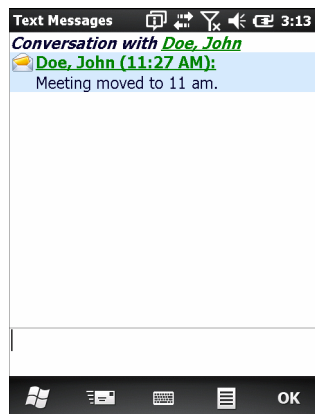 Text Messages 3:13
Conversation with Doe, John
Doe, John (11:27 AM):
Meeting moved to 11 am.
OK